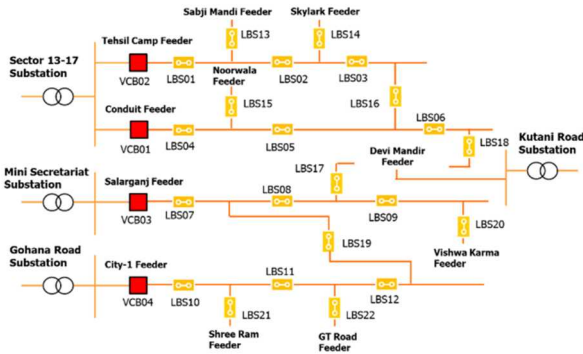 Sabji Mandi Feeder
Skylark Feeder
Tehsil Camp Feeder
LBS13
LBS14
Sector 13-17
Substation
VCB02
LBS01
Noorwala
Feeder
LBS02
LBS03
LBS15
LBS16
Conduit Feeder
LBS06
VCB01
LBS04
LBS05
LBS18
Kutani Road
Substation
Devi Mandir
Feeder
LBS17
Mini Secretariat
Substation
Salarganj Feeder
LBS08
VCB03
LBS07
LBS09
LBS20
LBS19
Vishwa Karma
Feeder
Gohana Road
Substation
City-1 Feeder
LBS11
VCB04
LBS10
LBS12
LBS21
LBS22
Shree Ram
Feeder
GT Road
Feeder